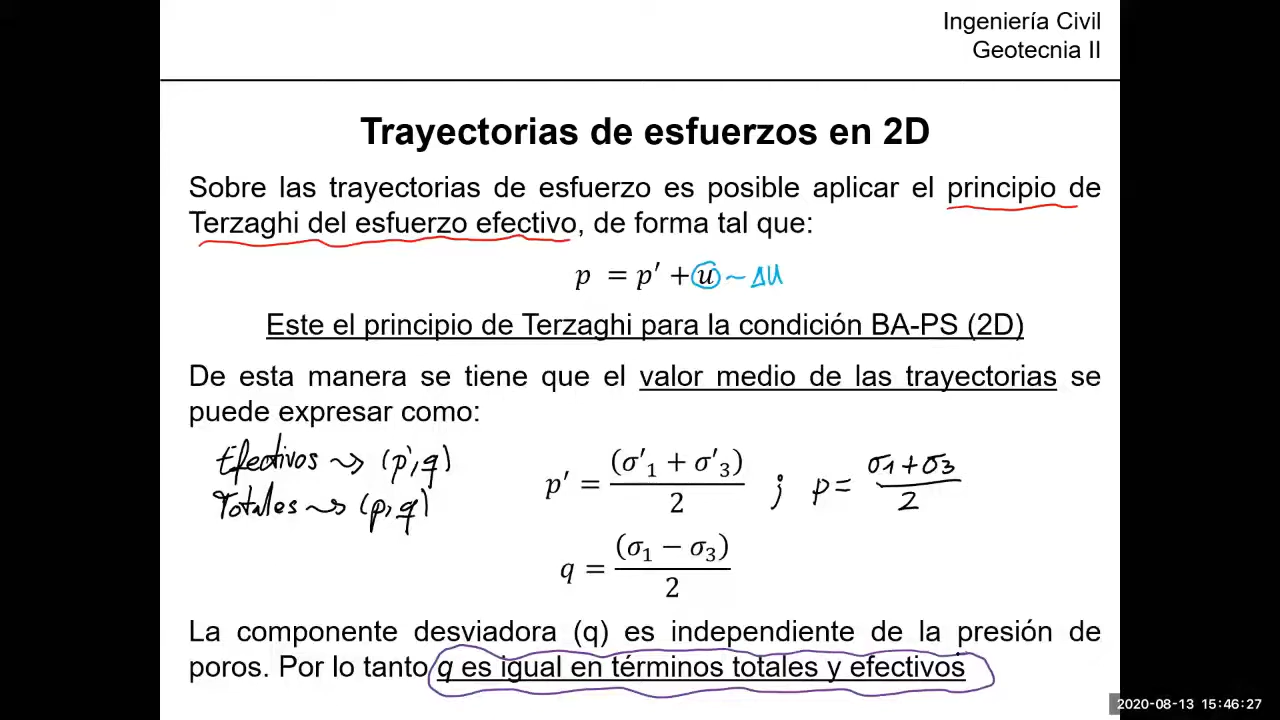 Ingeniería Civil
Geotecnia II
Trayectorias de esfuerzos en 2D
Sobre las trayectorias de esfuerzo es posible aplicar el principio de
Terzaghi del esfuerzo efectivo, de forma tal que:
p = p′ + u ~ ΔU
Este el principio de Terzaghi para la condición BA-PS (2D)
De esta manera se tiene que el valor medio de las trayectorias se
puede expresar como:
Efectivos ⤳ (p', q)
Totales ⤳ (p, q)
p′ = (σ′₁ + σ′₃) / 2 ; p = σ1 + σ3 / 2
q = (σ₁ − σ₃) / 2
La componente desviadora (q) es independiente de la presión de
poros. Por lo tanto q es igual en términos totales y efectivos
2020-08-13 15:46:27